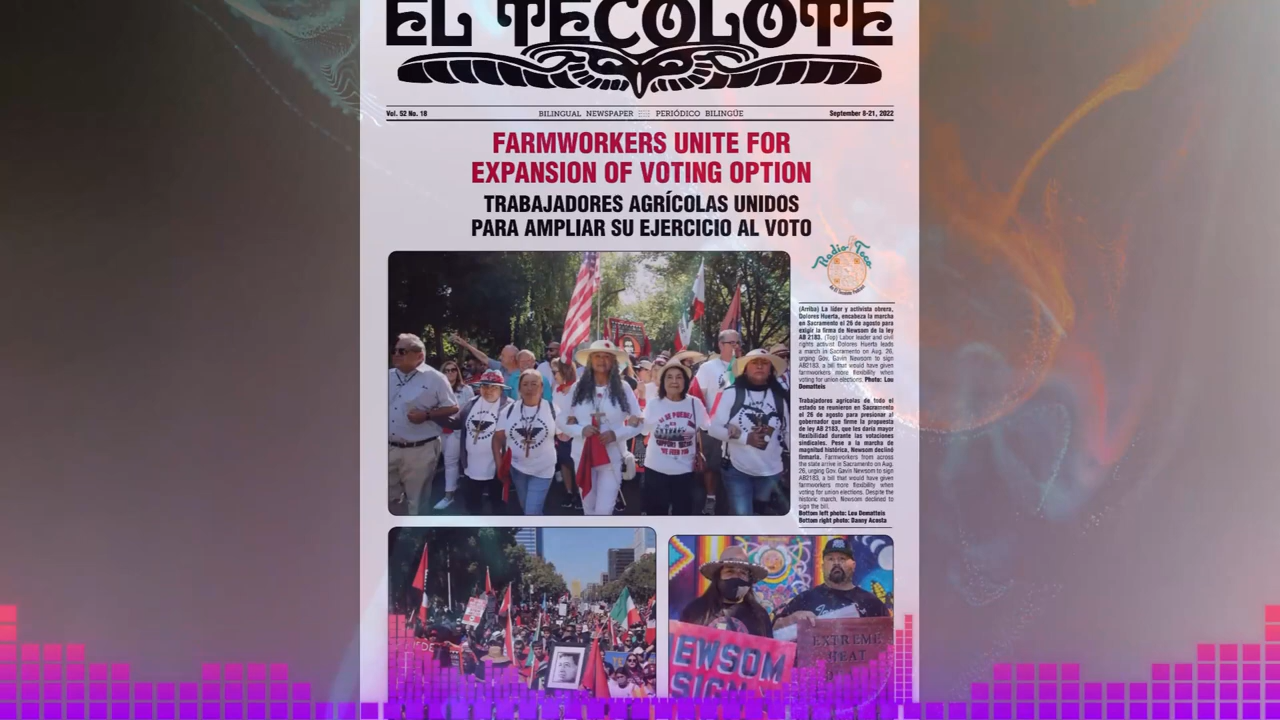 EL TECOLOTE
Vol. 52 No. 18
BILINGUAL NEWSPAPER
PERIÓDICO BILINGÜE
September 8-21, 2022
FARMWORKERS UNITE FOR
EXPANSION OF VOTING OPTION
TRABAJADORES AGRÍCOLAS UNIDOS
PARA AMPLIAR SU EJERCICIO AL VOTO
Radio Teco
(Arriba) La líder y activista obrera,
Dolores Huerta, encabeza la marcha
en Sacramento el 26 de agosto para
exigir la firma de Newsom de la ley
AB 2183. (Top) Labor leader and civil
rights activist Dolores Huerta leads
a march in Sacramento on Aug. 26,
urging Gov. Gavin Newsom to sign
AB2183, a bill that would have given
farmworkers more flexibility when
voting for union elections. Photo: Lou
Dematteis
Trabajadores agrícolas de todo el
estado se reunieron en Sacramento
el 26 de agosto para presionar al
gobernador que firme la propuesta
de ley AB 2183, que les daría mayor
flexibilidad durante las votaciones
sindicales. Pese a la marcha de
magnitud histórica, Newsom declinó
firmarla. Farmworkers from across
the state arrive in Sacramento on Aug.
26, urging Gov. Gavin Newsom to sign
AB2183, a bill that would have given
farmworkers more flexibility when
voting for union elections. Despite the
historic march, Newsom declined to
sign the bill.
Bottom left photo: Lou Dematteis
Bottom right photo: Danny Acosta
EWSOM
SIGN
EXTREME
HEAT